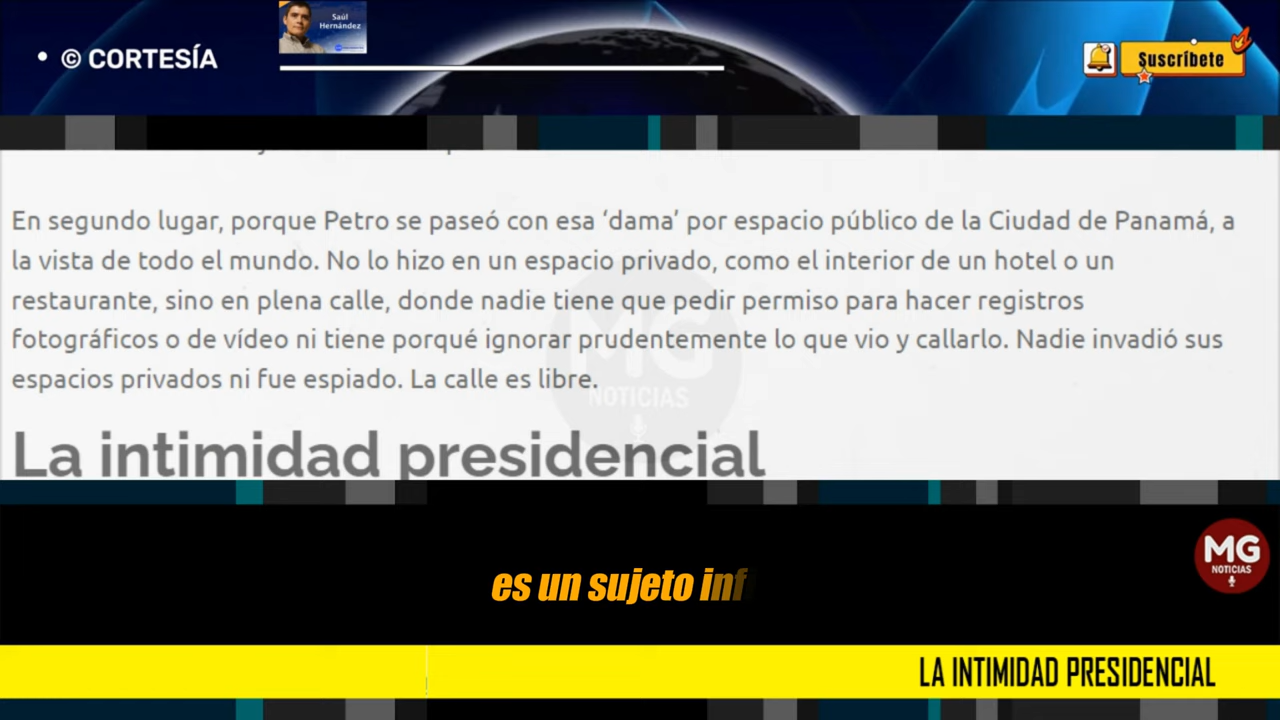 • © CORTESÍA
Saúl
Hernández
Suscríbete
En segundo lugar, porque Petro se paseó con esa ‘dama’ por espacio público de la Ciudad de Panamá, a
la vista de todo el mundo. No lo hizo en un espacio privado, como el interior de un hotel o un
restaurante, sino en plena calle, donde nadie tiene que pedir permiso para hacer registros
fotográficos o de vídeo ni tiene porqué ignorar prudentemente lo que vio y callarlo. Nadie invadió sus
espacios privados ni fue espiado. La calle es libre.
MG
NOTICIAS
La intimidad presidencial
es un sujeto inf
MG
NOTICIAS
LA INTIMIDAD PRESIDENCIAL